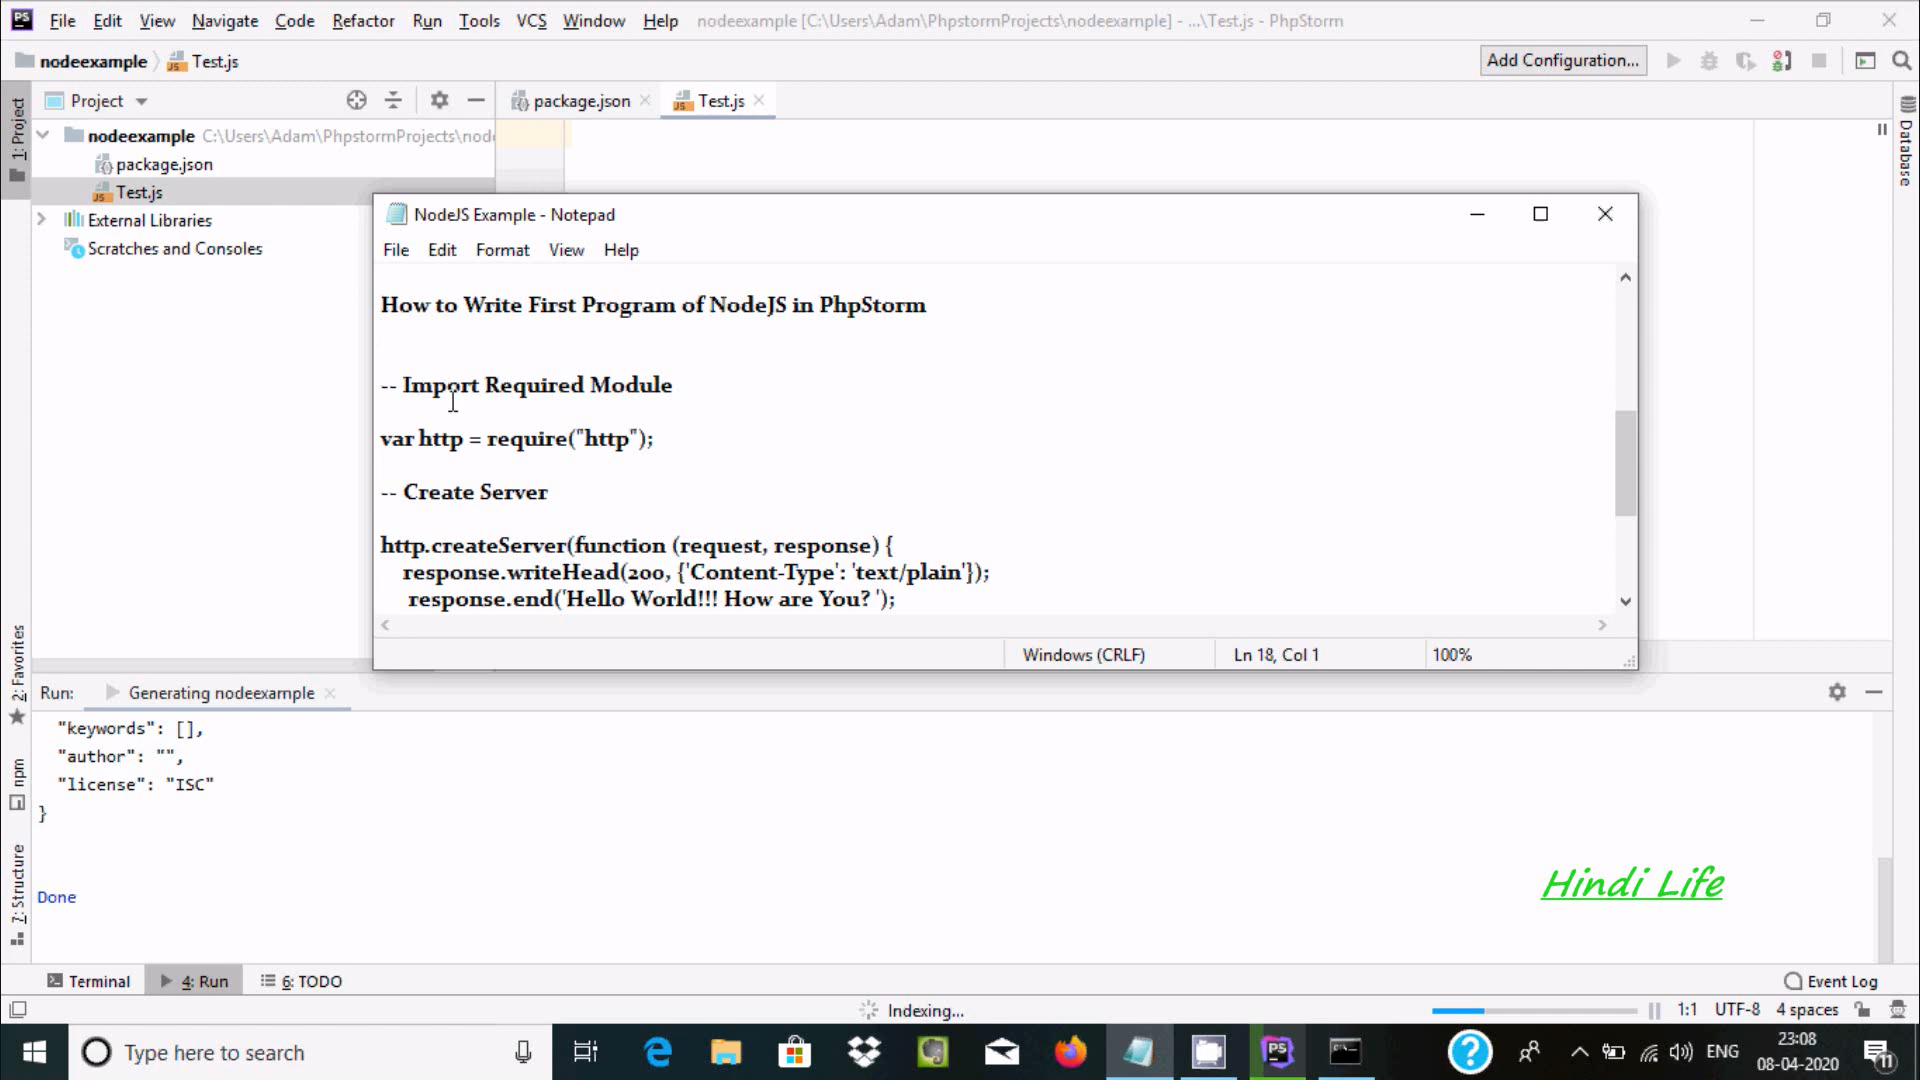 PS File Edit View Navigate Code Refactor Run Tools VCS Window Help nodeexample [C:\Users\Adam\PhpstormProjects\nodeexample] - ...\Test.js - PhpStorm
nodeexample Test.js Add Configuration...
1: Project
Project package.json Test.js
nodeexample C:\Users\Adam\PhpstormProjects\node
package.json
Test.js
External Libraries
Scratches and Consoles
Database
NodeJS Example - Notepad
File Edit Format View Help
How to Write First Program of NodeJS in PhpStorm
-- Import Required Module
var http = require("http");
-- Create Server
http.createServer(function (request, response) {
response.writeHead(200, {'Content-Type': 'text/plain'});
response.end('Hello World!!! How are You? ');
Windows (CRLF) Ln 18, Col 1 100%
2: Favorites
npm
7: Structure
Run: Generating nodeexample
"keywords": [],
"author": "",
"license": "ISC"
}
Done
Hindi Life
Terminal 4: Run 6: TODO Event Log
Indexing... 1:1 UTF-8 4 spaces
Type here to search PS ENG 23:08
08-04-2020 11